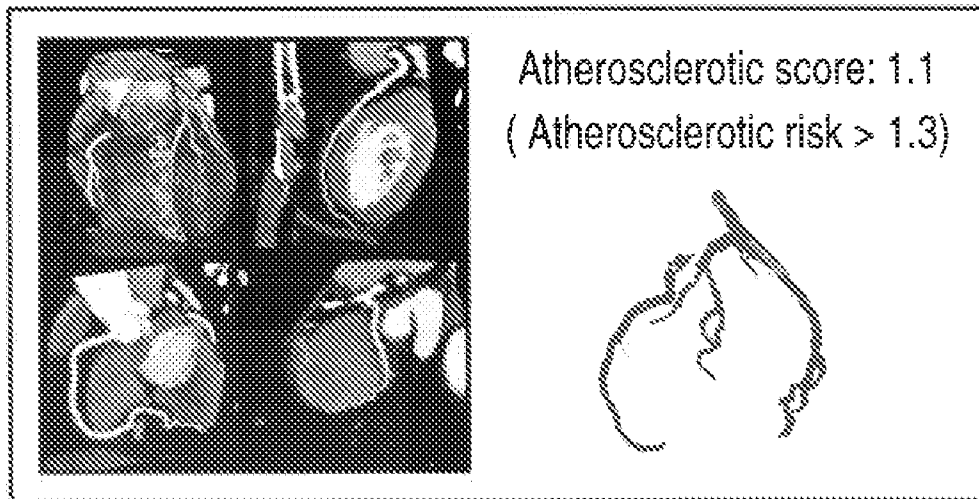 Atherosclerotic score: 1.1
( Atherosclerotic risk > 1.3)